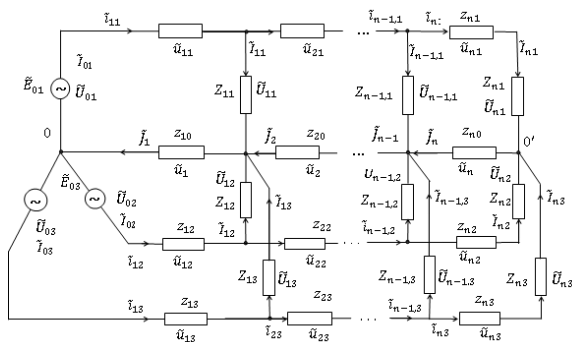 ĩ₁₁ z₁₁ z₂₁ ĩₙ₋₁,₁ ĩₙ: zₙ₁
ũ₁₁ Ĩ₁₁ ũ₂₁ ... Ĩₙ₋₁,₁ ũₙ₁ Ĩₙ₁
Ĩ₀₁
Ẽ₀₁ Ũ₀₁ Z₁₁ Ũ₁₁ Zₙ₋₁,₁ Ũₙ₋₁,₁ Zₙ₁ Ũₙ₁
0 j̃₁ z₁₀ j̃₂ z₂₀ j̃ₙ₋₁ j̃ₙ zₙ₀ 0′
ũ₁ ũ₂ ... ũₙ
Ẽ₀₃ Ũ₀₂ Ĩ₀₂ Ũ₁₂ Z₁₂ Ĩ₁₃ uₙ₋₁,₂ Zₙ₋₁,₂ Ĩₙ₋₁,₃ Ũₙ₂ Zₙ₂ Ĩₙ₃
Ũ₀₃ Ĩ₀₃ z₁₂ Ĩ₁₂ z₂₂ ĩₙ₋₁,₂ zₙ₂ Ĩₙ₂
ĩ₁₂ ũ₁₂ ũ₂₂ ... ũₙ₂
Z₁₃ Ũ₁₃ Zₙ₋₁,₃ Ũₙ₋₁,₃ Zₙ₃ Ũₙ₃
ĩ₁₃ z₁₃ z₂₃ ĩₙ₋₁,₃ zₙ₃
ũ₁₃ ĩ₂₃ ũ₂₃ ... ĩₙ₃ ũₙ₃